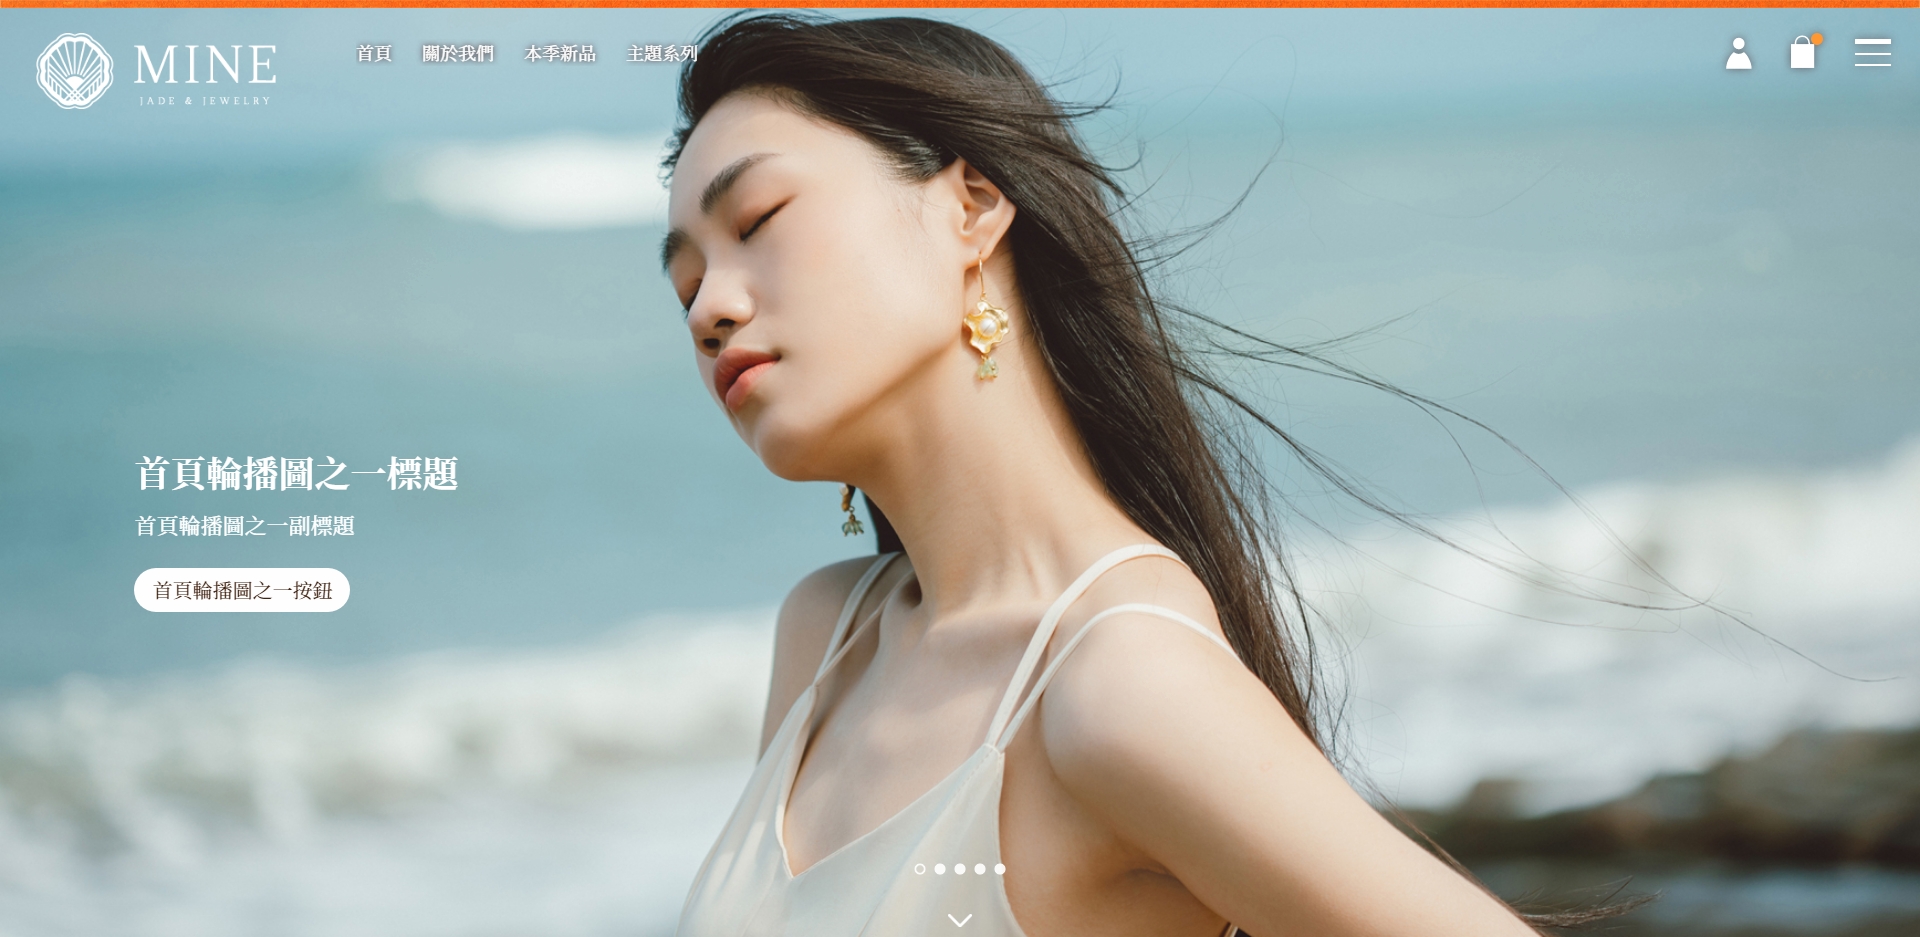 MINE
JADE & JEWELRY
首頁 關於我們 本季新品 主題系列
首頁輪播圖之一標題
首頁輪播圖之一副標題
首頁輪播圖之一按鈕